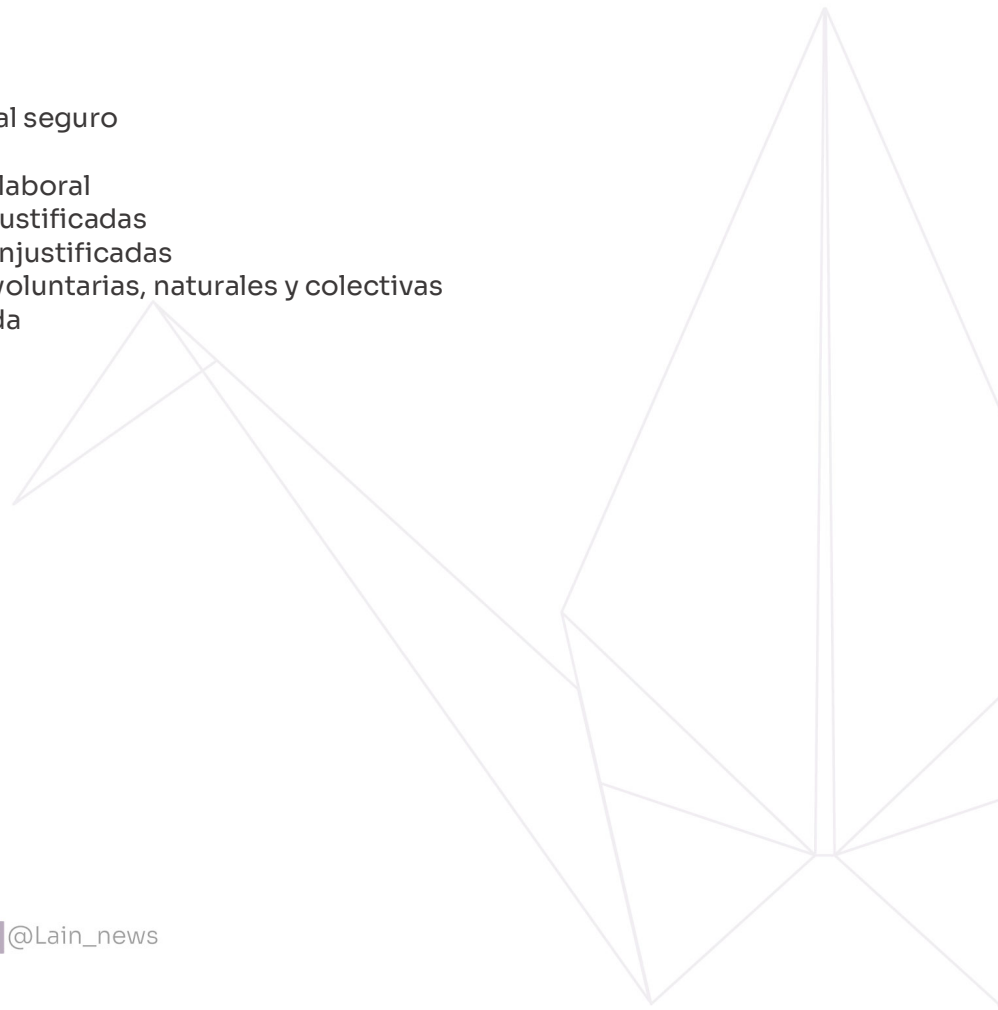 al seguro
laboral
ustificadas
njustificadas
voluntarias, naturales y colectivas
da
@Lain_news